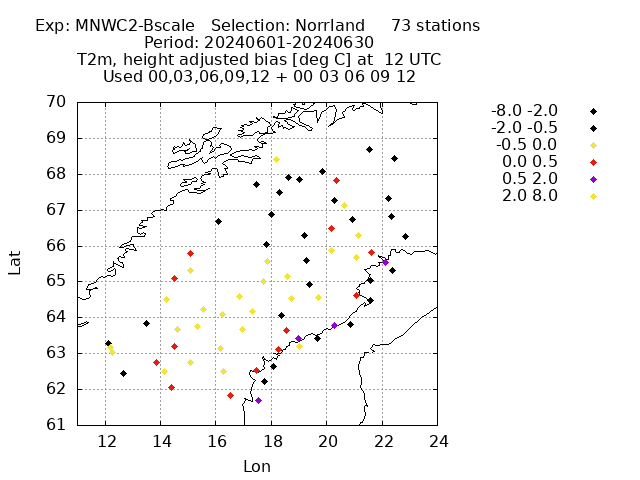 Exp: MNWC2-Bscale   Selection: Norrland     73 stations
Period: 20240601-20240630
T2m, height adjusted bias [deg C] at  12 UTC
Used 00,03,06,09,12 + 00 03 06 09 12
-8.0 -2.0
-2.0 -0.5
-0.5 0.0
0.0 0.5
0.5 2.0
2.0 8.0
70
69
68
67
66
65
64
63
62
61
Lat
12 14 16 18 20 22 24
Lon